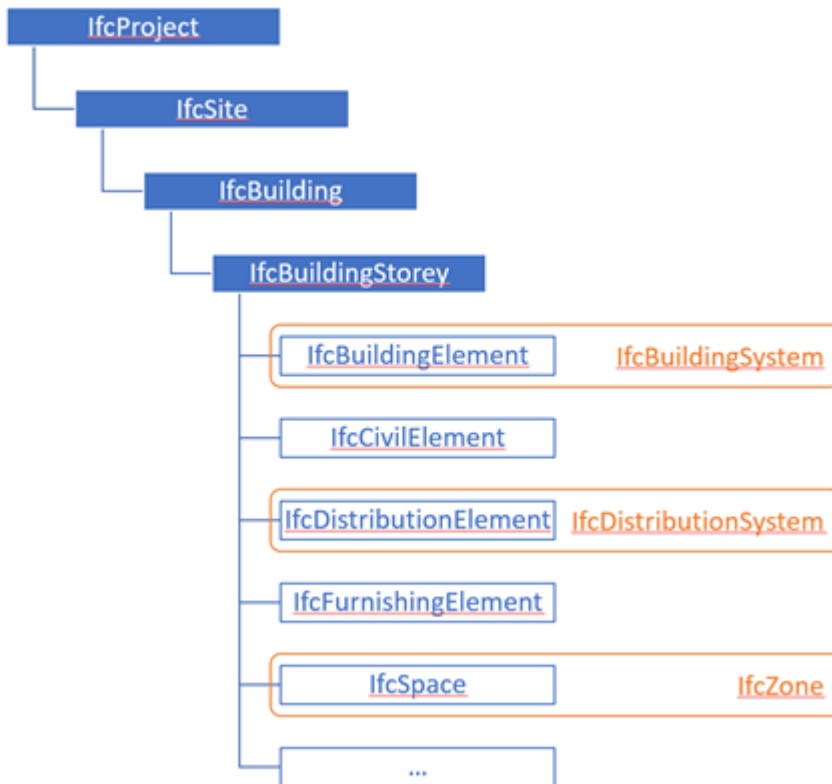 IfcProject
IfcSite
IfcBuilding
IfcBuildingStorey
IfcBuildingElement IfcBuildingSystem
IfcCivilElement
IfcDistributionElement IfcDistributionSystem
IfcFurnishingElement
IfcSpace IfcZone
...